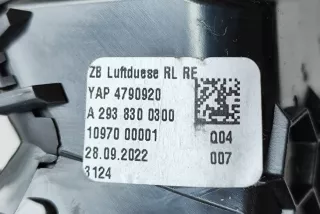 ZB Luftduese RL RE
YAP 4790920
A 293 830 0300
10970 00001 Q04
28.09.2022 007
3124